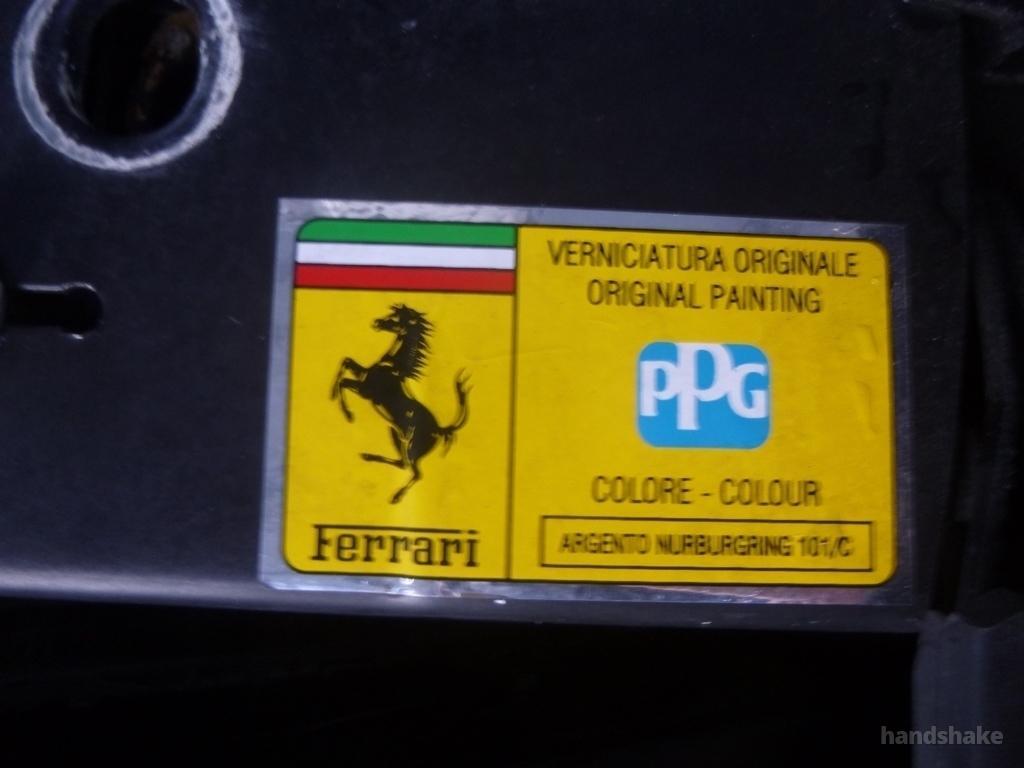 VERNICIATURA ORIGINALE
ORIGINAL PAINTING
PPG
COLORE - COLOUR
ARGENTO NURBURGRING 101/C
Ferrari
handshake